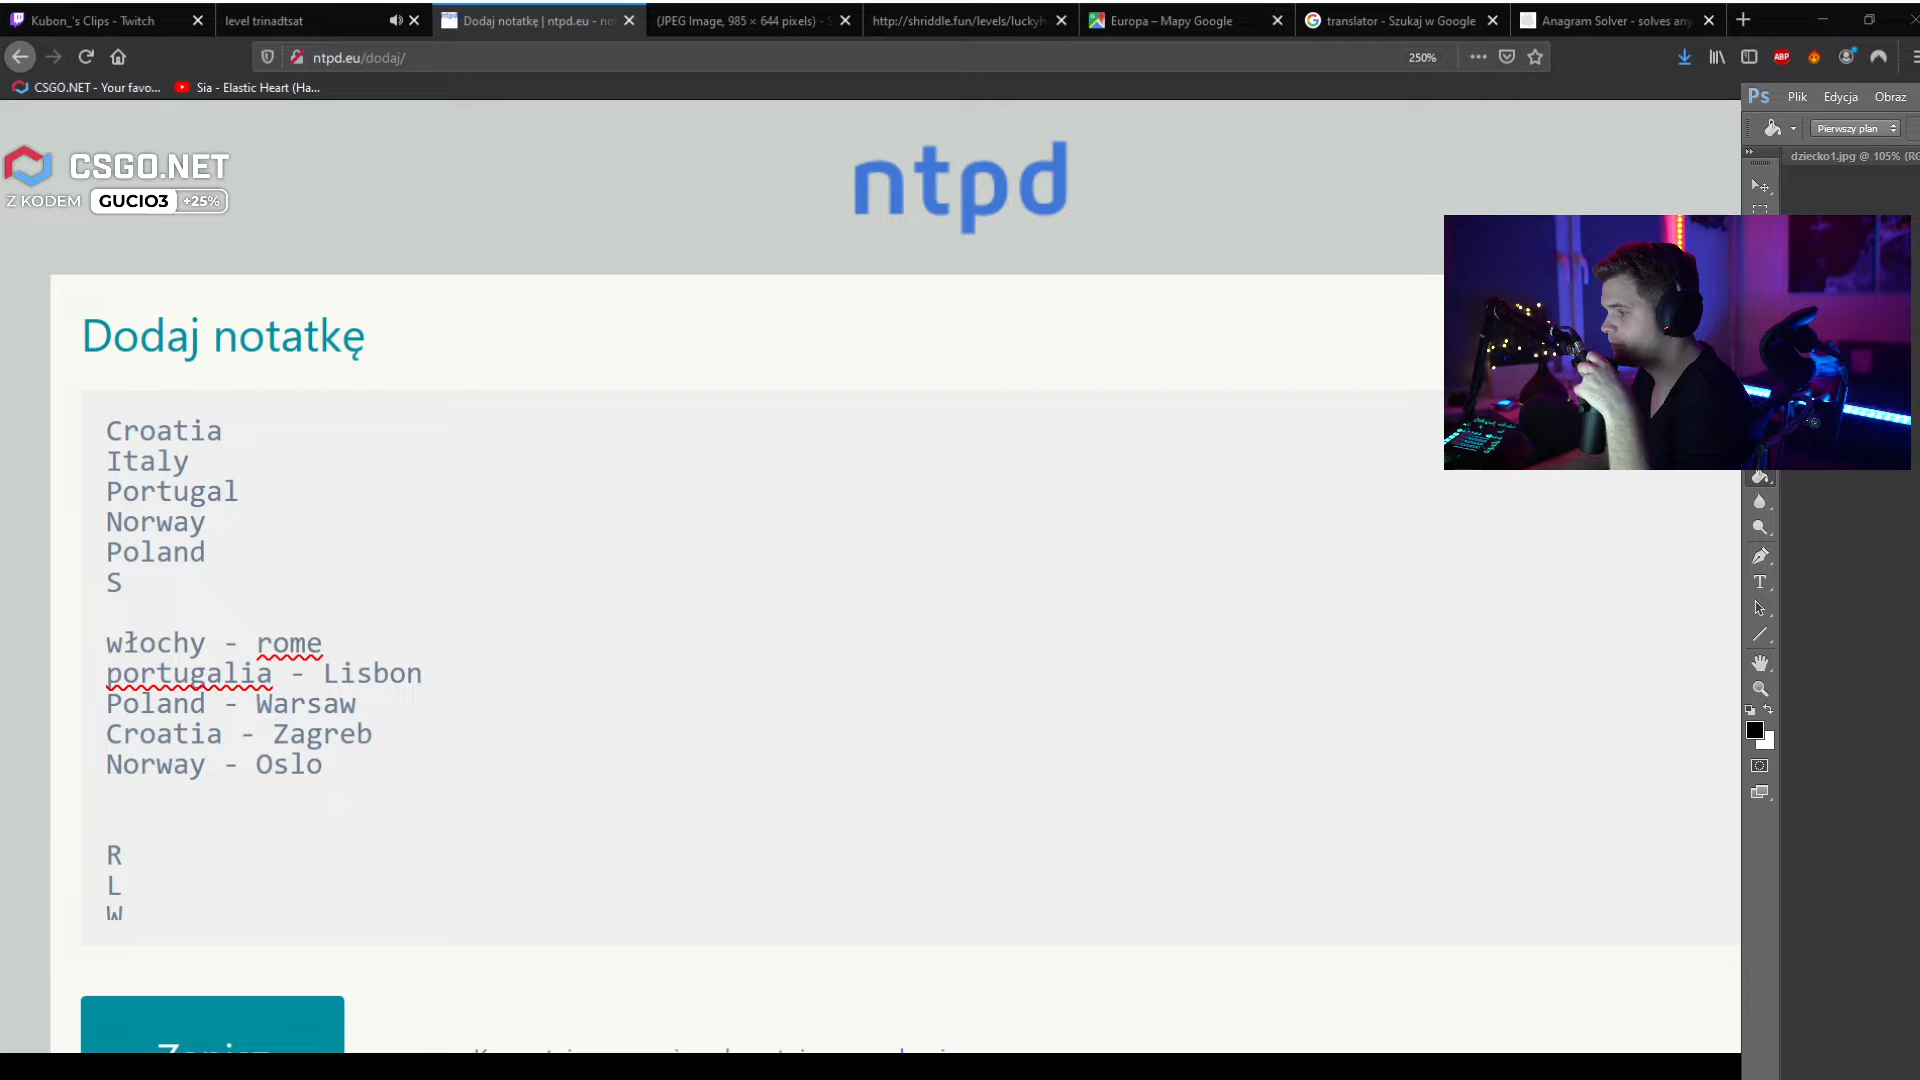 Kubon_'s Clips - Twitch
level trinadtsat
Dodaj notatkę | ntpd.eu - no
(JPEG Image, 985 × 644 pixels) - S
http://shriddle.fun/levels/luckyh
Europa – Mapy Google
translator - Szukaj w Google
Anagram Solver - solves any
ntpd.eu/dodaj/
250%
ABP
CSGO.NET - Your favo...
Sia - Elastic Heart (Ha...
Ps
Plik
Edycja
Obraz
Pierwszy plan
dziecko1.jpg @ 105% (RG
CSGO.NET
Z KODEM
GUCIO3
+25%
ntpd
Dodaj notatkę
Croatia
Italy
Portugal
Norway
Poland
S
włochy - rome
portugalia - Lisbon
Poland - Warsaw
Croatia - Zagreb
Norway - Oslo
R
L
W
T